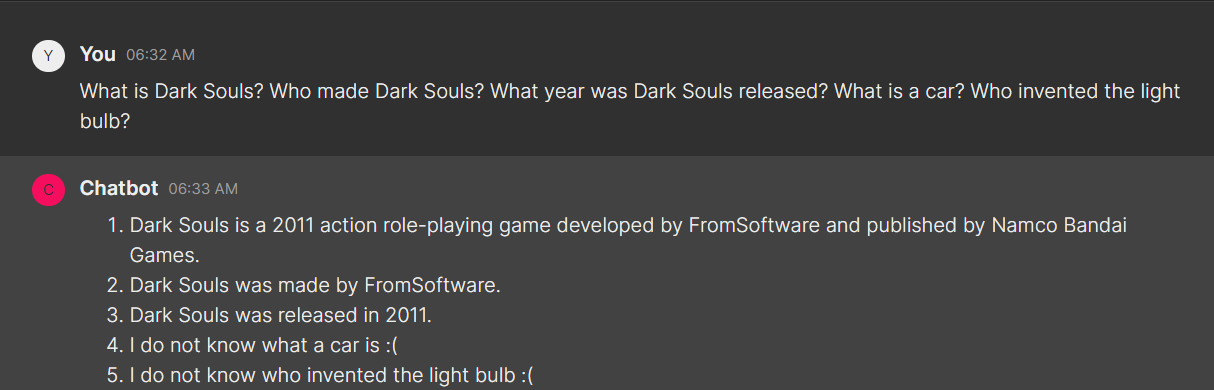 Y You 06:32 AM
What is Dark Souls? Who made Dark Souls? What year was Dark Souls released? What is a car? Who invented the light
bulb?
C Chatbot 06:33 AM
1. Dark Souls is a 2011 action role-playing game developed by FromSoftware and published by Namco Bandai
Games.
2. Dark Souls was made by FromSoftware.
3. Dark Souls was released in 2011.
4. I do not know what a car is :(
5. I do not know who invented the light bulb :(